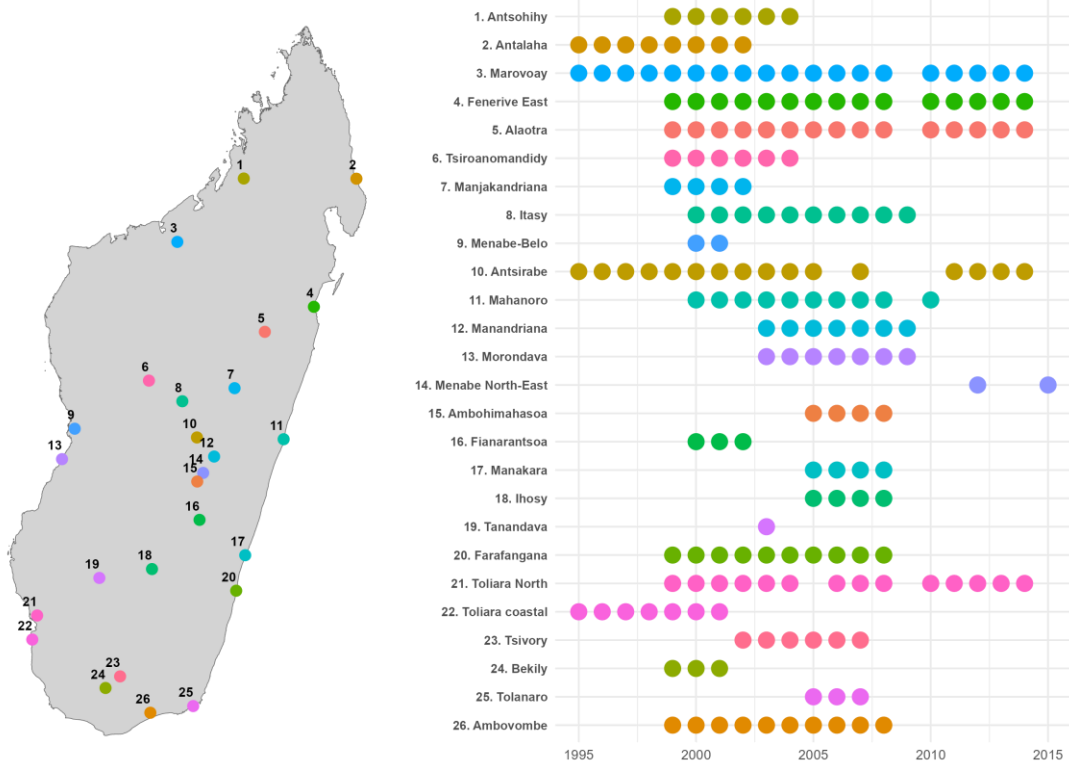 1
2
3
4
5
6
7
8
9
10
11
12
13
14
15
16
17
18
19
20
21
22
23
24
25
26
1. Antsohihy
2. Antalaha
3. Marovoay
4. Fenerive East
5. Alaotra
6. Tsiroanomandidy
7. Manjakandriana
8. Itasy
9. Menabe-Belo
10. Antsirabe
11. Mahanoro
12. Manandriana
13. Morondava
14. Menabe North-East
15. Ambohimahasoa
16. Fianarantsoa
17. Manakara
18. Ihosy
19. Tanandava
20. Farafangana
21. Toliara North
22. Toliara coastal
23. Tsivory
24. Bekily
25. Tolanaro
26. Ambovombe
1995 2000 2005 2010 2015